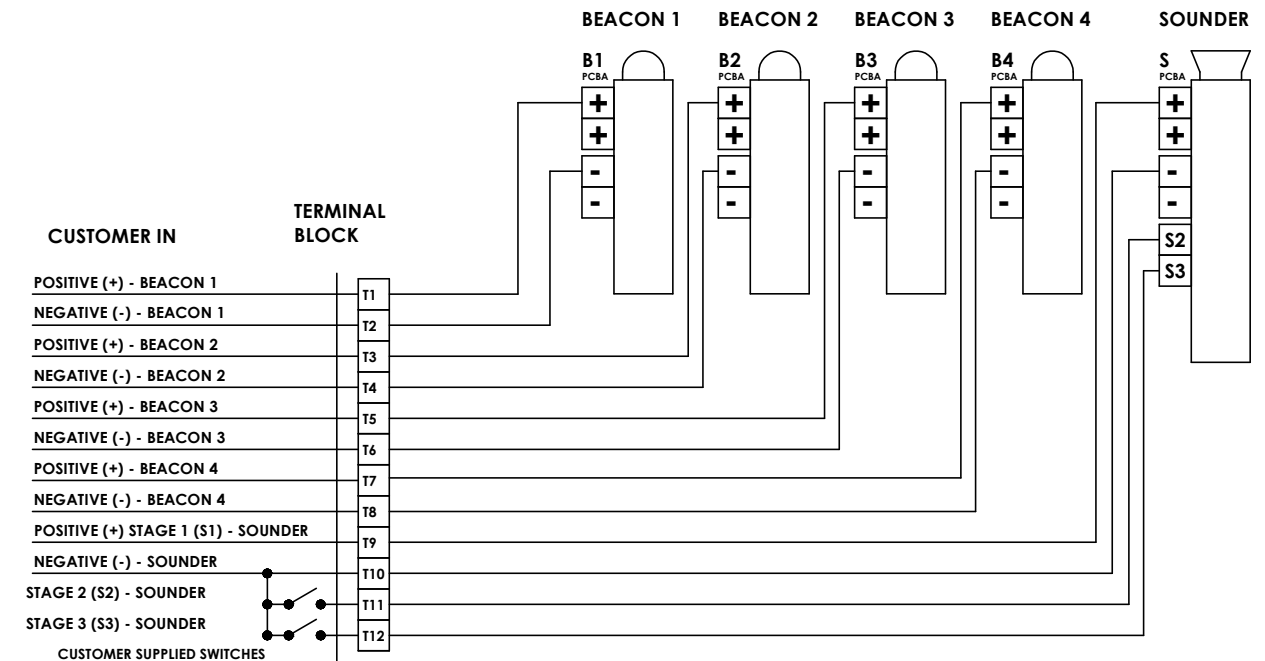 BEACON 1 BEACON 2 BEACON 3 BEACON 4 SOUNDER
B1 B2 B3 B4 S
PCBA PCBA PCBA PCBA PCBA
+ + + + +
+ + + + +
- - - - -
- - - - -
S2
S3
TERMINAL
BLOCK
CUSTOMER IN
POSITIVE (+) - BEACON 1 T1
NEGATIVE (-) - BEACON 1 T2
POSITIVE (+) - BEACON 2 T3
NEGATIVE (-) - BEACON 2 T4
POSITIVE (+) - BEACON 3 T5
NEGATIVE (-) - BEACON 3 T6
POSITIVE (+) - BEACON 4 T7
NEGATIVE (-) - BEACON 4 T8
POSITIVE (+) STAGE 1 (S1) - SOUNDER T9
NEGATIVE (-) - SOUNDER T10
STAGE 2 (S2) - SOUNDER T11
STAGE 3 (S3) - SOUNDER T12
CUSTOMER SUPPLIED SWITCHES